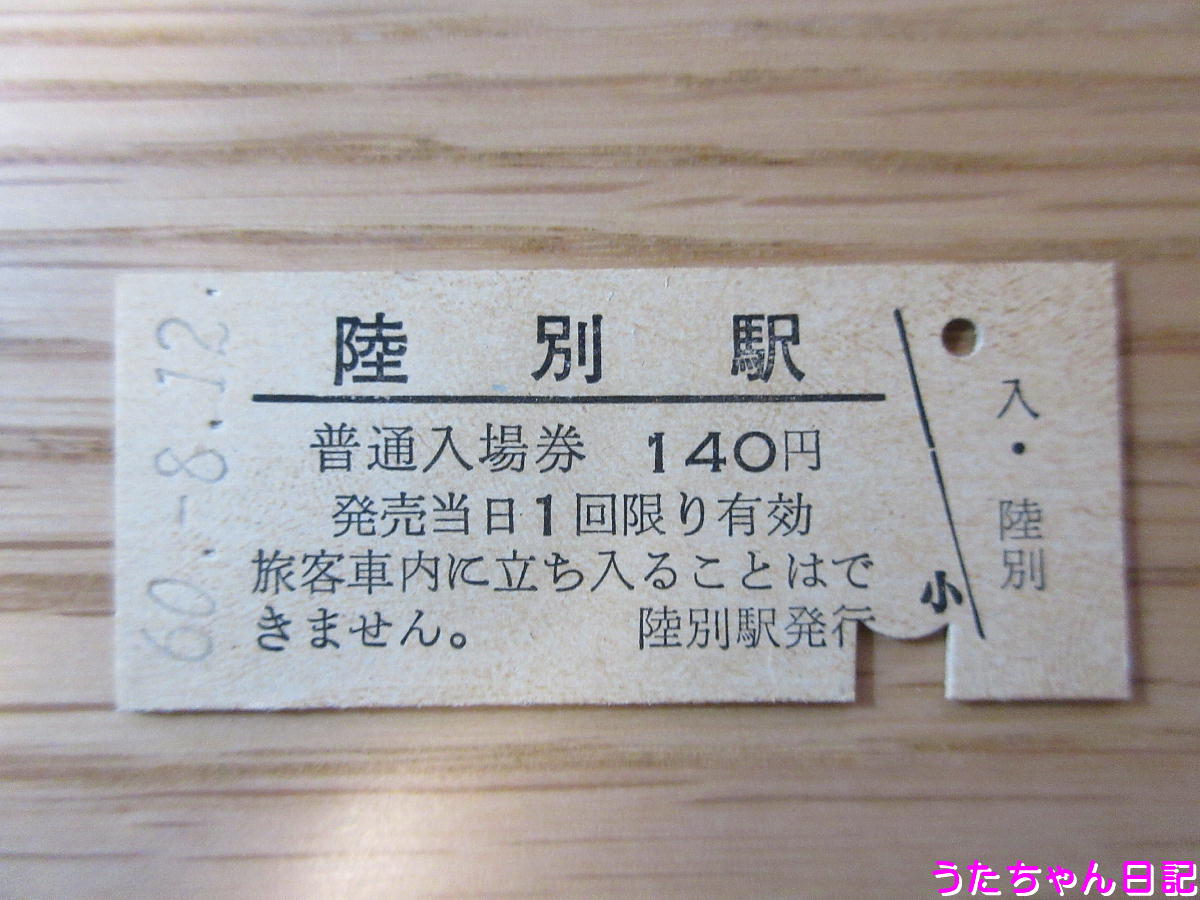 陸別駅
普通入場券 140円
発売当日1回限り有効
旅客車内に立ち入ることはで
きません。 陸別駅発行
小
入・陸別
60.-8.12.
うたちゃん日記